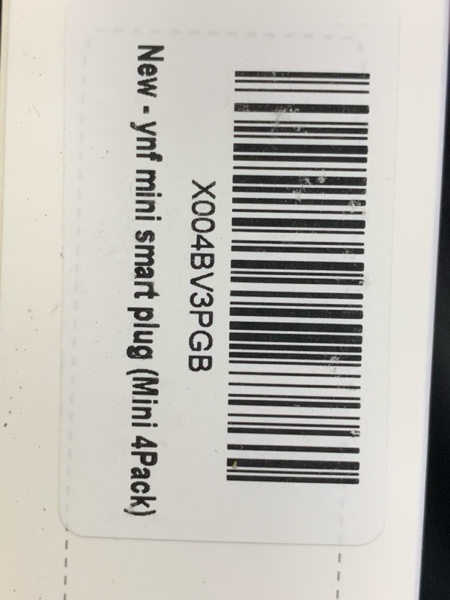 X004BV3PGB
New - ynf mini smart plug (Mini 4Pack)